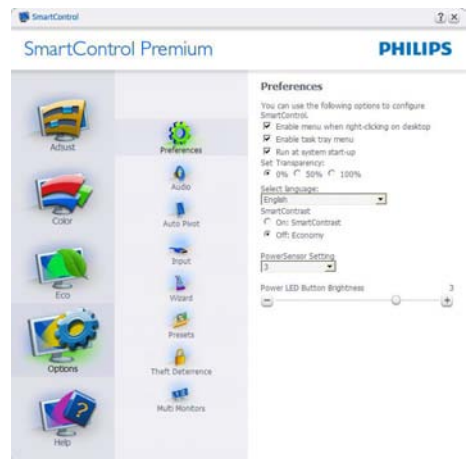 SmartControl
SmartControl Premium
PHILIPS
Adjust
Color
Eco
Options
Help
Preferences
Audio
Auto Pivot
Input
Wizard
Presets
Theft Deterrence
Multi Monitors
Preferences
You can use the following options to configure
SmartControl.
Enable menu when right-clicking on desktop
Enable task tray menu
Run at system start-up
Set Transparency:
0% 50% 100%
Select language:
English
SmartContrast
On: SmartContrast
Off: Economy
PowerSensor Setting
3
Power LED Button Brightness 3